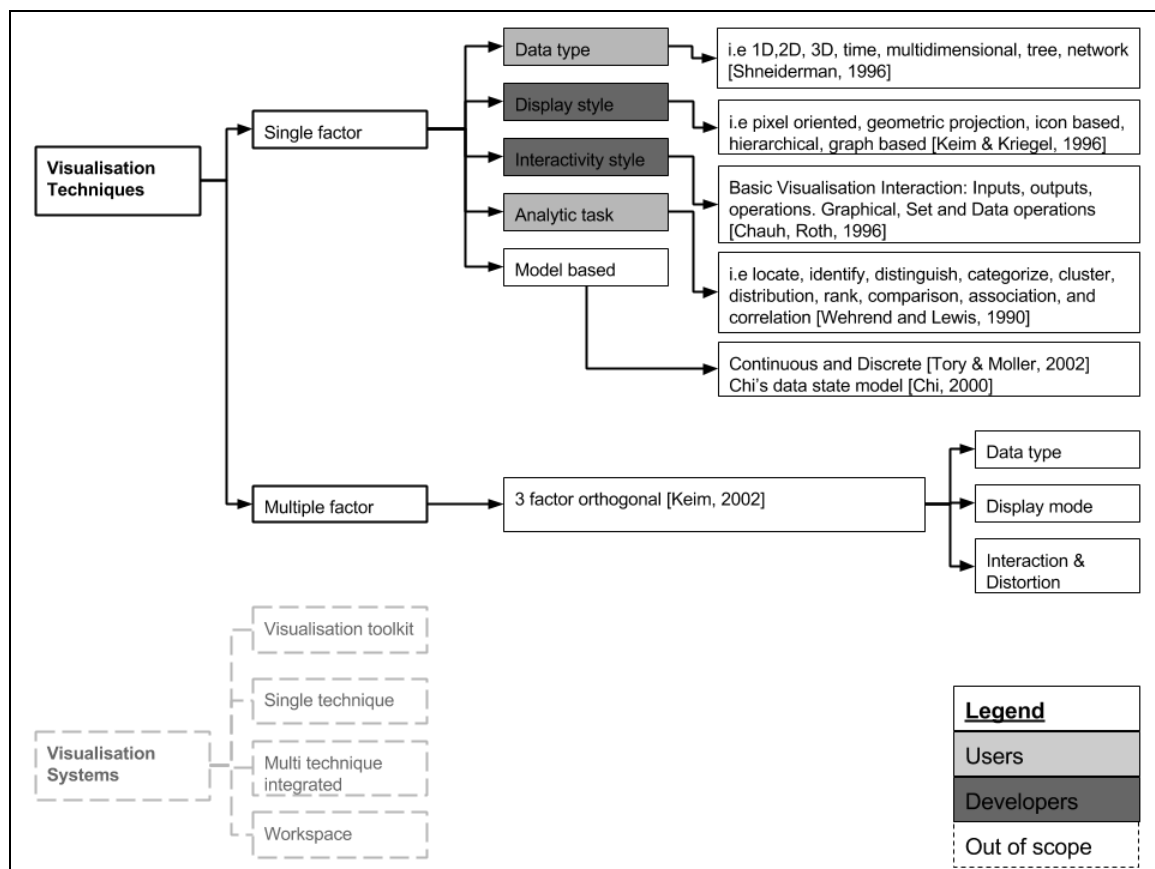 Visualisation
Techniques
Single factor
Data type
i.e 1D,2D, 3D, time, multidimensional, tree, network
[Shneiderman, 1996]
Display style
i.e pixel oriented, geometric projection, icon based,
hierarchical, graph based [Keim & Kriegel, 1996]
Interactivity style
Basic Visualisation Interaction: Inputs, outputs,
operations. Graphical, Set and Data operations
[Chauh, Roth, 1996]
Analytic task
i.e locate, identify, distinguish, categorize, cluster,
distribution, rank, comparison, association, and
correlation [Wehrend and Lewis, 1990]
Model based
Continuous and Discrete [Tory & Moller, 2002]
Chi's data state model [Chi, 2000]
Multiple factor
3 factor orthogonal [Keim, 2002]
Data type
Display mode
Interaction &
Distortion
Visualisation
Systems
Visualisation toolkit
Single technique
Multi technique
integrated
Workspace
Legend
Users
Developers
Out of scope